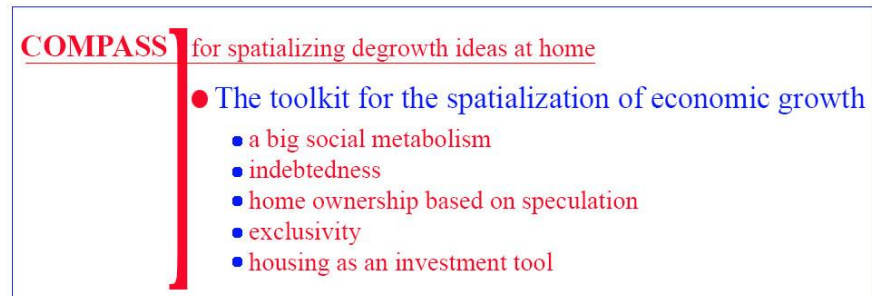 COMPASS for spatializing degrowth ideas at home
The toolkit for the spatialization of economic growth
a big social metabolism
indebtedness
home ownership based on speculation
exclusivity
housing as an investment tool